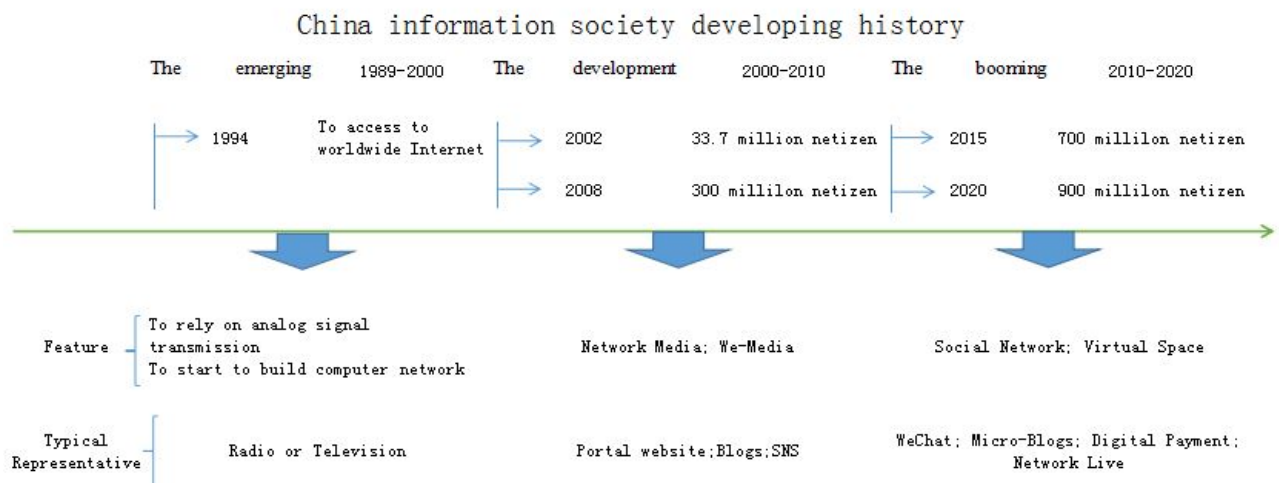 China information society developing history
The emerging 1989-2000 The development 2000-2010 The booming 2010-2020
1994
To access to
worldwide Internet
2002 33.7 million netizen
2008 300 millilon netizen
2015 700 millilon netizen
2020 900 millilon netizen
Feature
To rely on analog signal
transmission
To start to build computer network
Network Media; We-Media
Social Network; Virtual Space
Typical
Representative
Radio or Television
Portal website;Blogs;SNS
WeChat; Micro-Blogs; Digital Payment;
Network Live